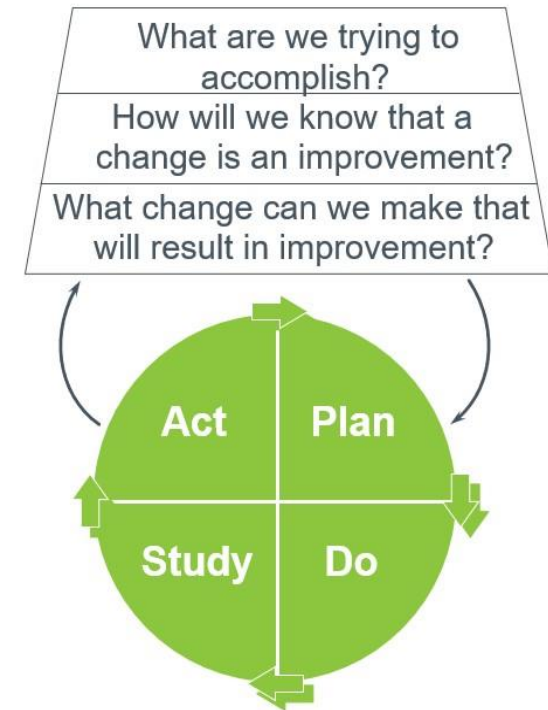 What are we trying to
accomplish?
How will we know that a
change is an improvement?
What change can we make that
will result in improvement?
Act
Plan
Study
Do